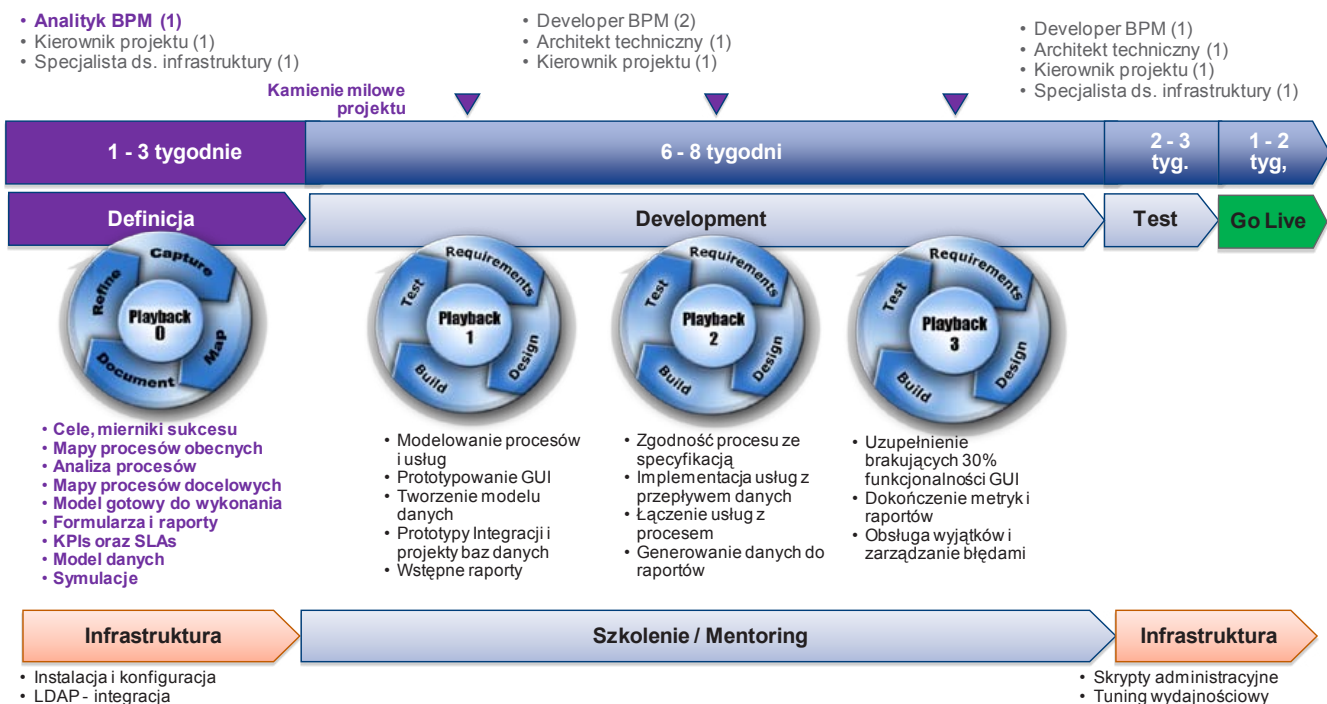 • Analityk BPM (1)
• Kierownik projektu (1)
• Specjalista ds. infrastruktury (1)
• Developer BPM (2)
• Architekt techniczny (1)
• Kierownik projektu (1)
• Developer BPM (1)
• Architekt techniczny (1)
• Kierownik projektu (1)
• Specjalista ds. infrastruktury (1)
Kamienie milowe
projektu
1 - 3 tygodnie
6 - 8 tygodni
2 - 3
tyg.
1 - 2
tyg,
Definicja
Development
Test
Go Live
Capture
Map
Document
Refine
Playback
0
Requirements
Design
Build
Test
Playback
1
Requirements
Design
Build
Test
Playback
2
Requirements
Design
Build
Test
Playback
3
• Cele, mierniki sukcesu
• Mapy procesów obecnych
• Analiza procesów
• Mapy procesów docelowych
• Model gotowy do wykonania
• Formularza i raporty
• KPIs oraz SLAs
• Model danych
• Symulacje
• Modelowanie procesów
i usług
• Prototypowanie GUI
• Tworzenie modelu
danych
• Prototypy Integracji i
projekty baz danych
• Wstępne raporty
• Zgodność procesu ze
specyfikacją
• Implementacja usług z
przepływem danych
• Łączenie usług z
procesem
• Generowanie danych do
raportów
• Uzupełnienie
brakujących 30%
funkcjonalności GUI
• Dokończenie metryk i
raportów
• Obsługa wyjątków i
zarządzanie błędami
Infrastruktura
Szkolenie / Mentoring
Infrastruktura
• Instalacja i konfiguracja
• LDAP - integracja
• Skrypty administracyjne
• Tuning wydajnościowy